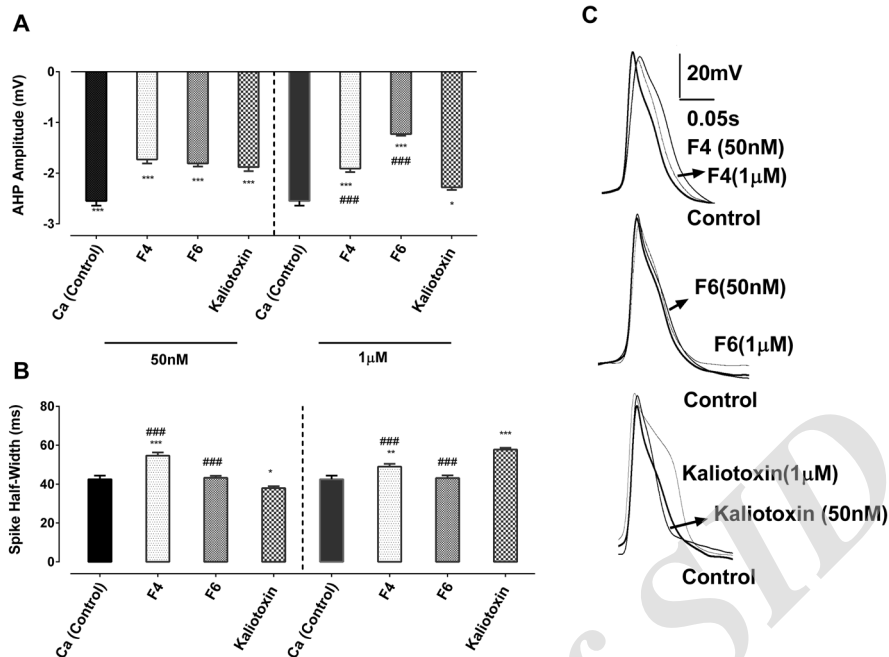 A
AHP Amplitude (mV)
0
-1
-2
-3
***
***
***
***
***
###
***
###
*
Ca (Control)
F4
F6
Kaliotoxin
Ca (Control)
F4
F6
Kaliotoxin
50nM
1µM
B
Spike Half-Width (ms)
80
60
40
20
0
###
***
###
*
###
**
###
***
Ca (Control)
F4
F6
Kaliotoxin
Ca (Control)
F4
F6
Kaliotoxin
C
20mV
0.05s
F4 (50nM)
F4(1µM)
Control
F6(50nM)
F6(1µM)
Control
Kaliotoxin(1µM)
Kaliotoxin (50nM)
Control
f SID